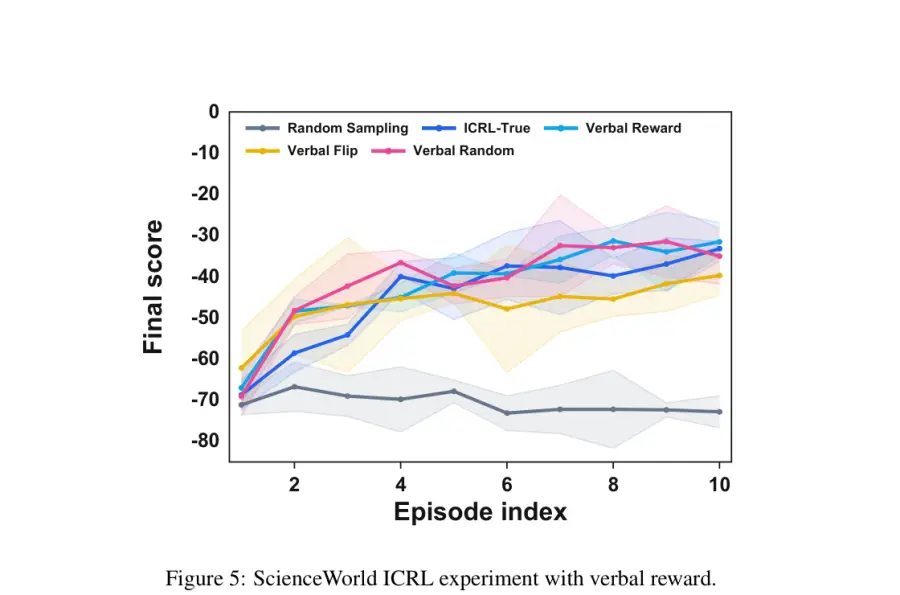 0
-10
-20
-30
-40
-50
-60
-70
-80
Final score
Random Sampling ICRL-True Verbal Reward
Verbal Flip Verbal Random
2 4 6 8 10
Episode index
Figure 5: ScienceWorld ICRL experiment with verbal reward.